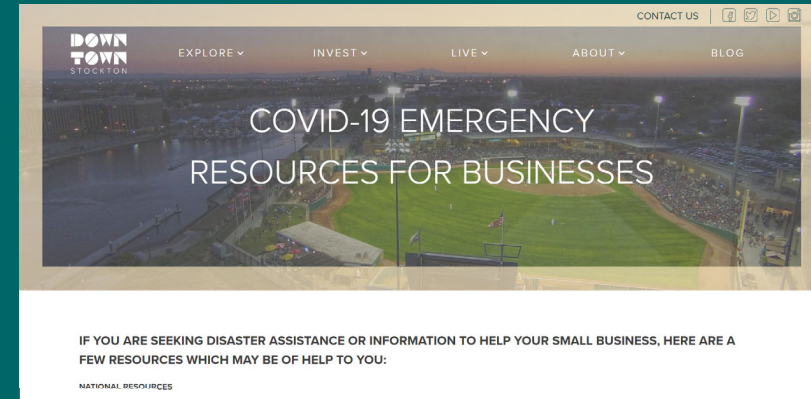 CONTACT US
DOWN
TOWN
STOCKTON
EXPLORE
INVEST
LIVE
ABOUT
BLOG
COVID-19 EMERGENCY
RESOURCES FOR BUSINESSES
IF YOU ARE SEEKING DISASTER ASSISTANCE OR INFORMATION TO HELP YOUR SMALL BUSINESS, HERE ARE A
FEW RESOURCES WHICH MAY BE OF HELP TO YOU:
NATIONAL RESOURCES